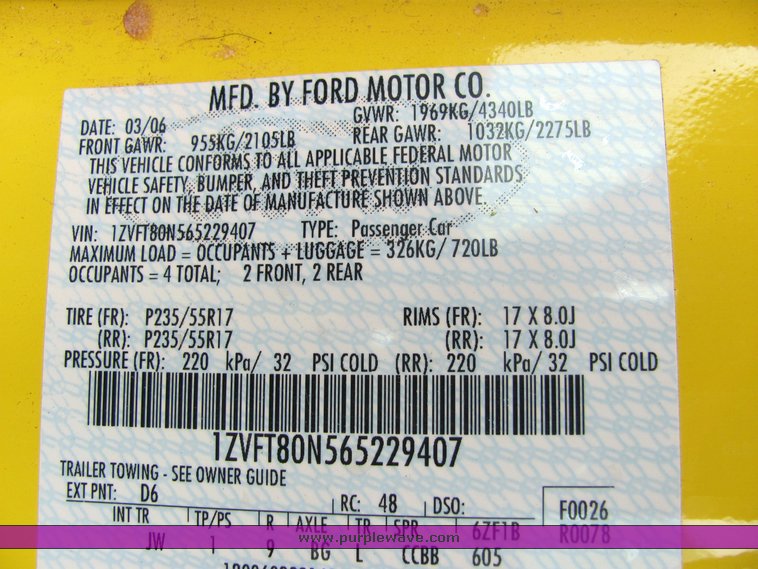 MFD. BY FORD MOTOR CO.
DATE: 03/06 GVWR: 1969KG/4340LB
FRONT GAWR: 955KG/2105LB REAR GAWR: 1032KG/2275LB
THIS VEHICLE CONFORMS TO ALL APPLICABLE FEDERAL MOTOR
VEHICLE SAFETY, BUMPER, AND THEFT PREVENTION STANDARDS
IN EFFECT ON THE DATE OF MANUFACTURE SHOWN ABOVE.
VIN: 1ZVFT80N565229407 TYPE: Passenger Car
MAXIMUM LOAD = OCCUPANTS + LUGGAGE = 326KG/ 720LB
OCCUPANTS = 4 TOTAL; 2 FRONT, 2 REAR
TIRE (FR): P235/55R17 RIMS (FR): 17 X 8.0J
(RR): P235/55R17 (RR): 17 X 8.0J
PRESSURE (FR): 220 kPa/ 32 PSI COLD (RR): 220 kPa/ 32 PSI COLD
1ZVFT80N565229407
TRAILER TOWING - SEE OWNER GUIDE
EXT PNT: D6 RC: 48 DSO: F0026
INT TR TP/PS R AXLE TR SPR 6ZF1B R0078
www.purplewave.com
JW 1 9 BG L CCBB 605